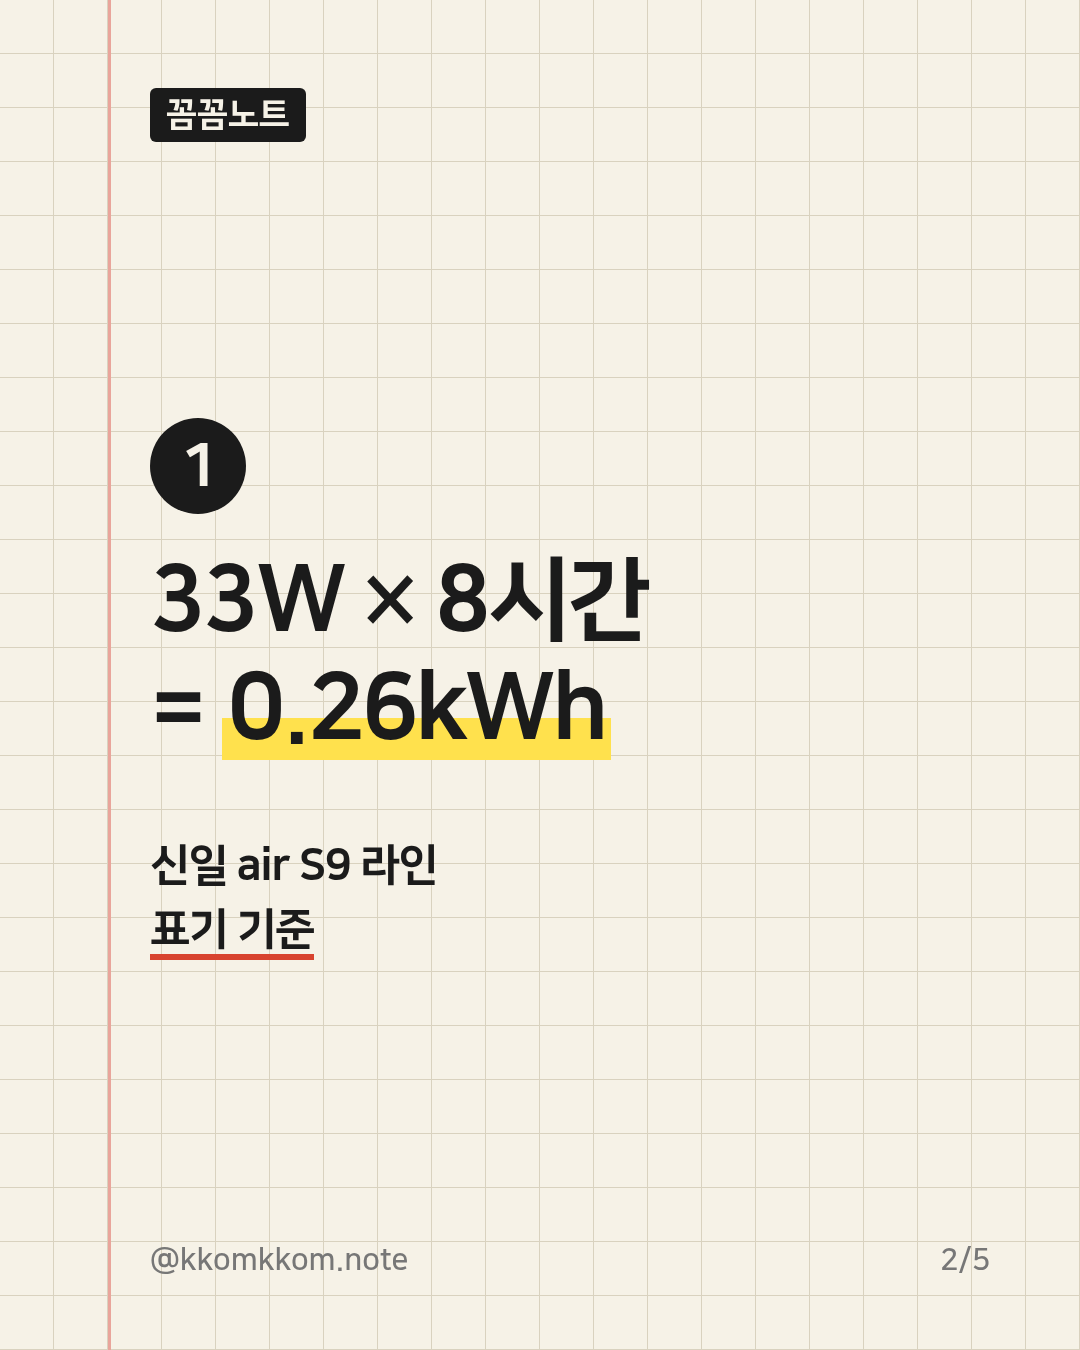 꼼꼼노트
1
33W × 8시간
= 0.26kWh
신일 air S9 라인
표기 기준
@kkomkkom.note
2/5